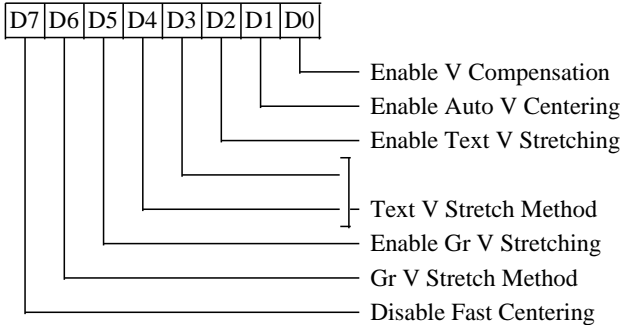 D7 D6 D5 D4 D3 D2 D1 D0
Enable V Compensation
Enable Auto V Centering
Enable Text V Stretching
Text V Stretch Method
Enable Gr V Stretching
Gr V Stretch Method
Disable Fast Centering